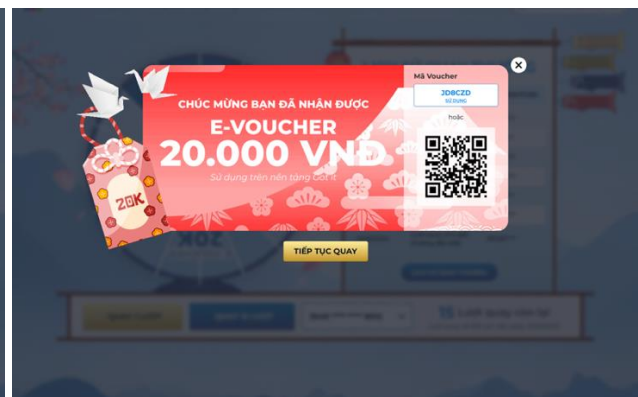 Mã Voucher
JD8CZD
SỬ DỤNG
hoặc
CHÚC MỪNG BẠN ĐÃ NHẬN ĐƯỢC
E-VOUCHER
20.000 VNĐ
Sử dụng trên nền tảng Got It
20K
TIẾP TỤC QUAY
20K